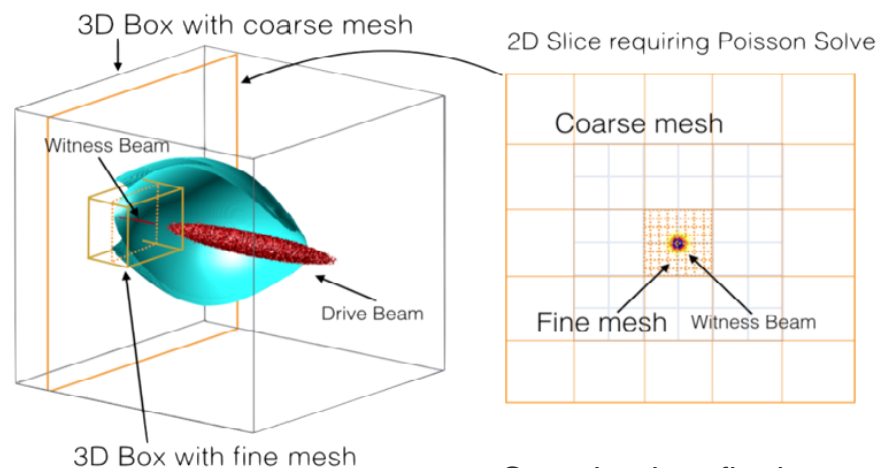 3D Box with coarse mesh
2D Slice requiring Poisson Solve
Witness Beam
Coarse mesh
Drive Beam
Fine mesh
Witness Beam
3D Box with fine mesh